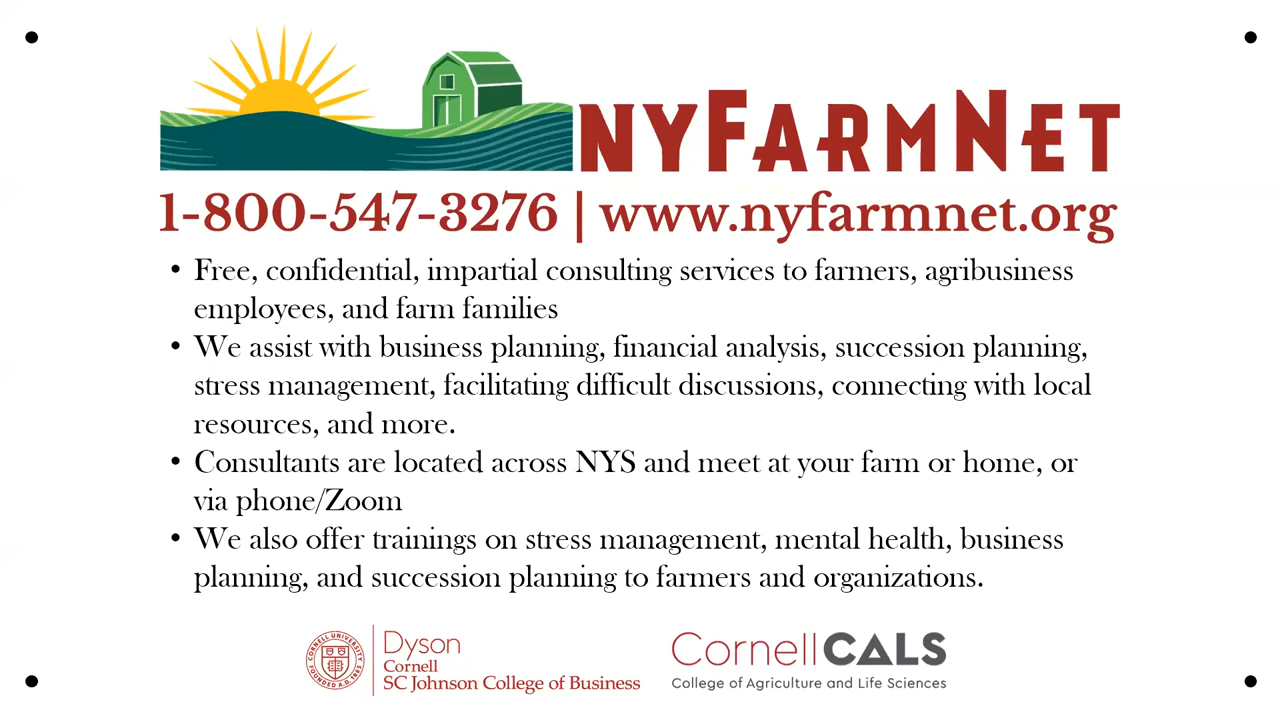 NYFARMNET
1-800-547-3276 | www.nyfarmnet.org
• Free, confidential, impartial consulting services to farmers, agribusiness
employees, and farm families
• We assist with business planning, financial analysis, succession planning,
stress management, facilitating difficult discussions, connecting with local
resources, and more.
• Consultants are located across NYS and meet at your farm or home, or
via phone/Zoom
• We also offer trainings on stress management, mental health, business
planning, and succession planning to farmers and organizations.
CORNELL UNIVERSITY
FOUNDED A.D. 1865
Dyson
Cornell
SC Johnson College of Business
CornellCALS
College of Agriculture and Life Sciences